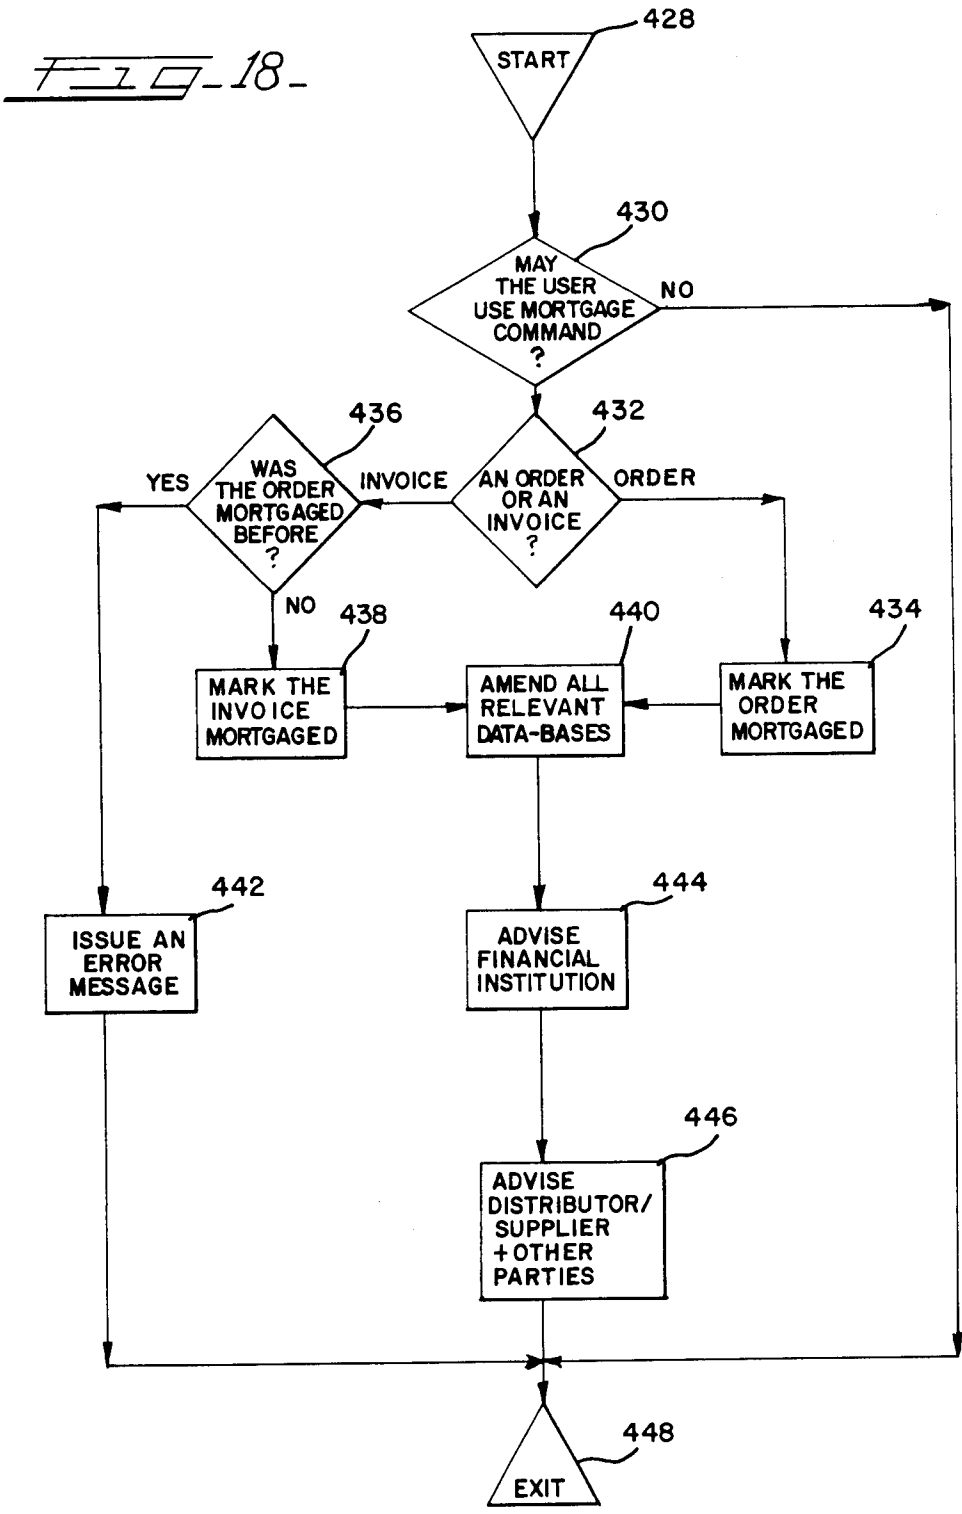 Fig-18-
428
START
430
MAY
THE USER
USE MORTGAGE
COMMAND
?
NO
436
432
YES
WAS
THE ORDER
MORTGAGED
BEFORE
?
INVOICE
AN ORDER
OR AN
INVOICE
?
ORDER
NO
438
440
434
MARK THE
INVOICE
MORTGAGED
AMEND ALL
RELEVANT
DATA-BASES
MARK THE
ORDER
MORTGAGED
442
444
ISSUE AN
ERROR
MESSAGE
ADVISE
FINANCIAL
INSTITUTION
446
ADVISE
DISTRIBUTOR/
SUPPLIER
+ OTHER
PARTIES
448
EXIT